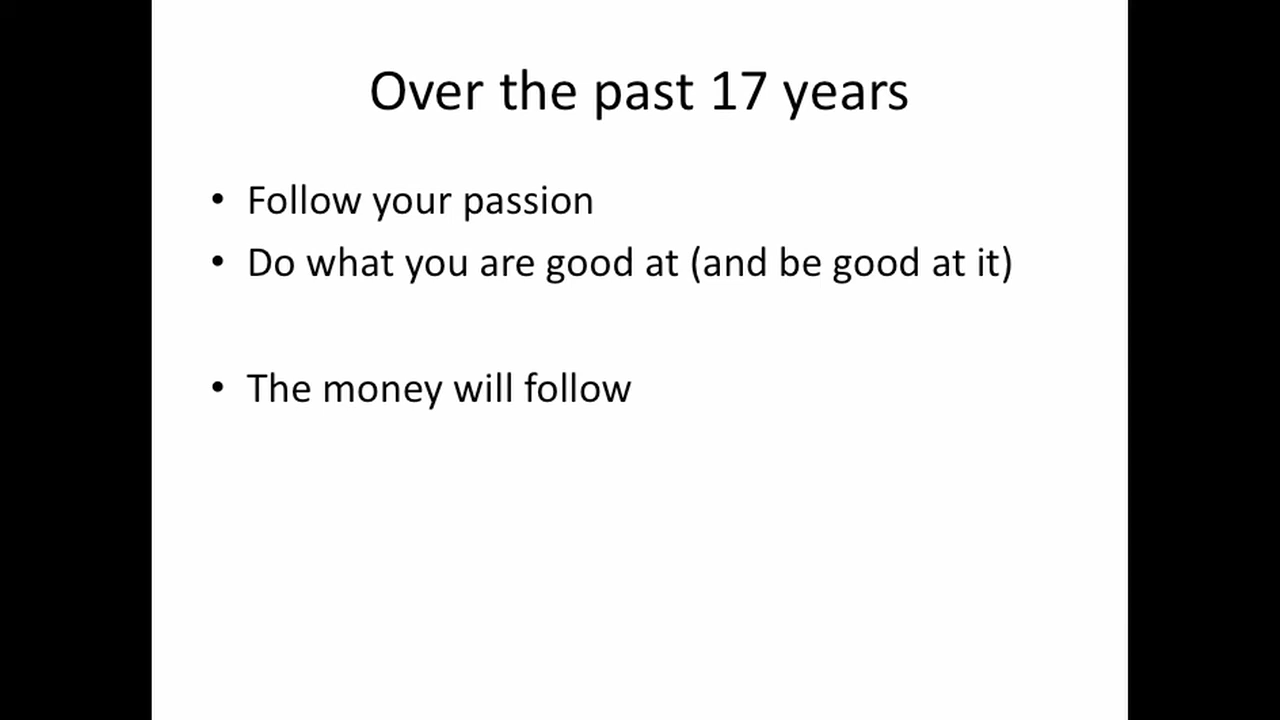 Over the past 17 years
• Follow your passion
• Do what you are good at (and be good at it)
• The money will follow